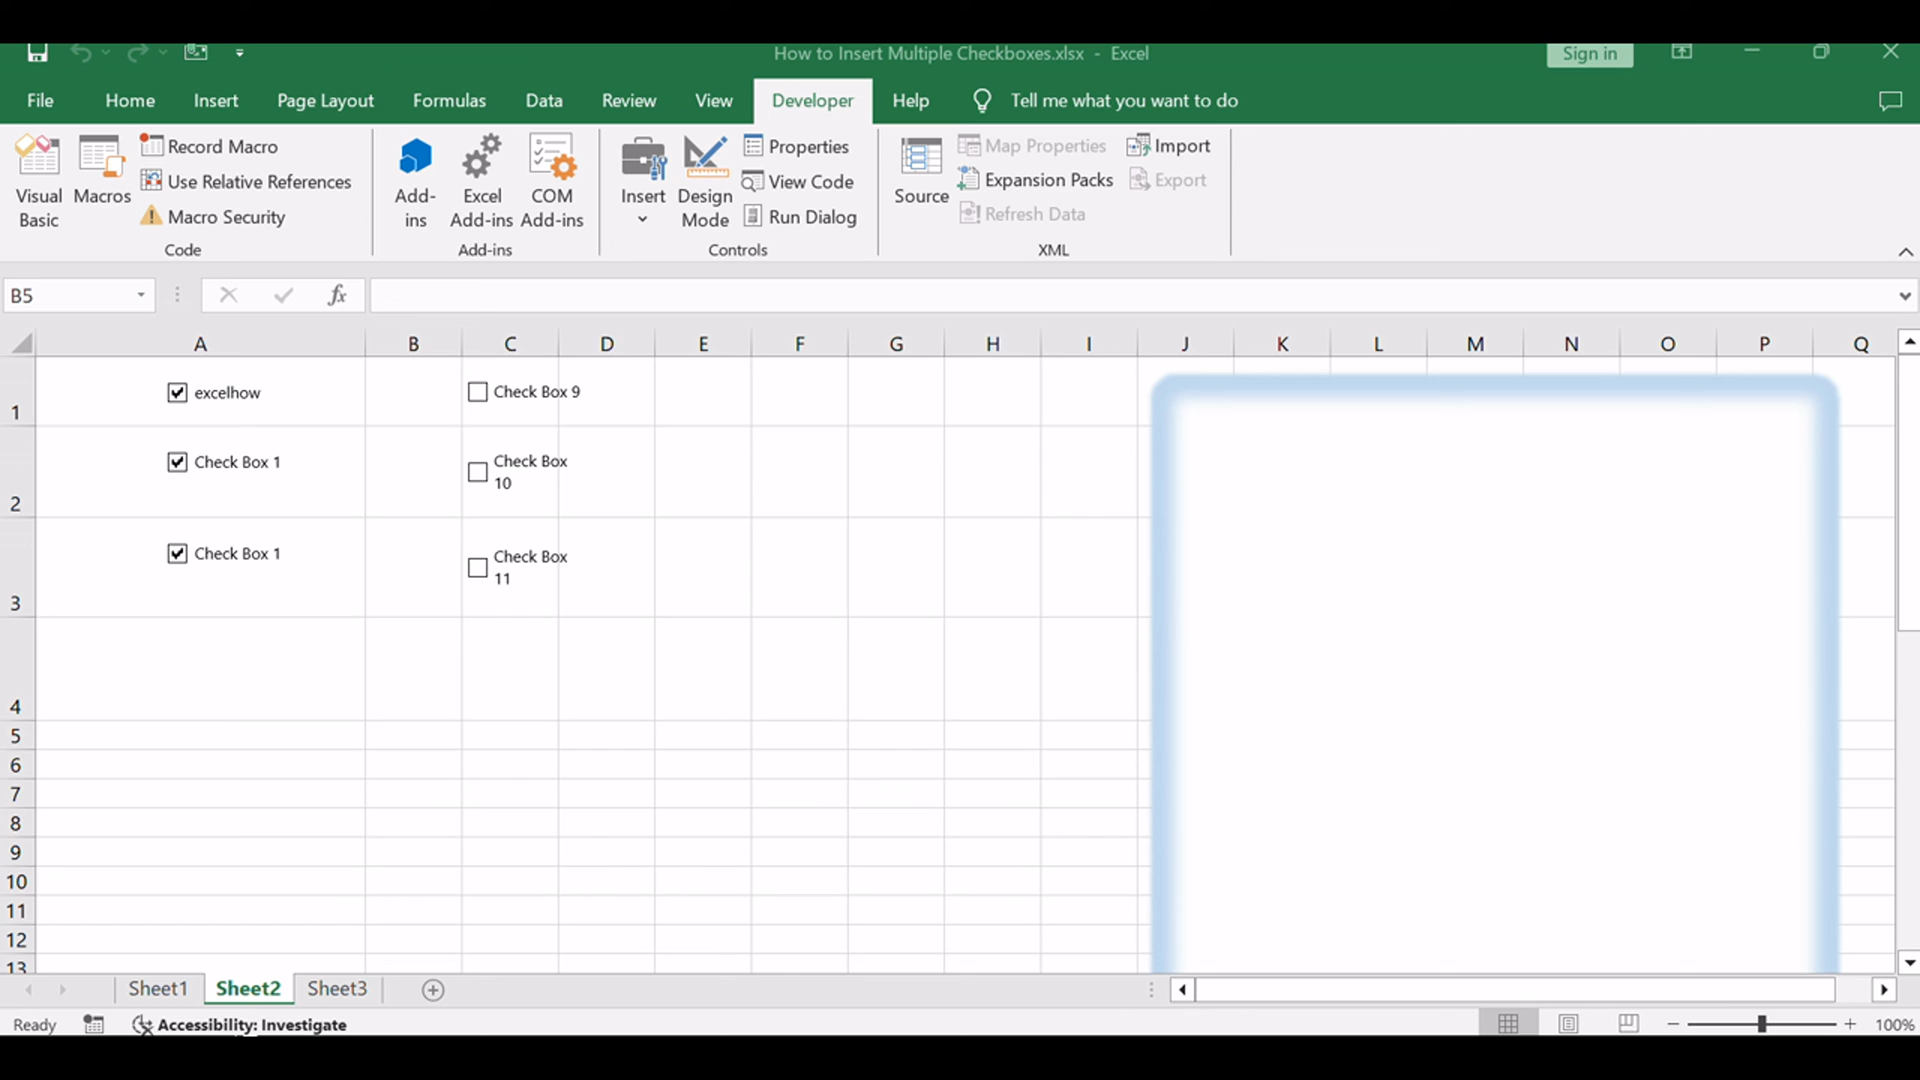 How to Insert Multiple Checkboxes.xlsx - Excel
Sign in
File Home Insert Page Layout Formulas Data Review View Developer Help Tell me what you want to do
Visual Basic
Macros
Record Macro
Use Relative References
Macro Security
Code
Add-ins
Excel Add-ins
COM Add-ins
Add-ins
Insert
Design Mode
Properties
View Code
Run Dialog
Controls
Source
Map Properties
Expansion Packs
Refresh Data
Import
Export
XML
B5
fx
A B C D E F G H I J K L M N O P Q
1
excelhow
Check Box 9
2
Check Box 1
Check Box
10
3
Check Box 1
Check Box
11
4
5
6
7
8
9
10
11
12
13
Sheet1 Sheet2 Sheet3
Ready
Accessibility: Investigate
100%